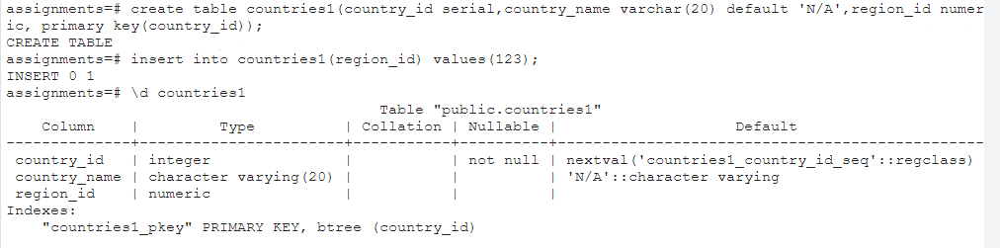 assignments=# create table countries1(country_id serial,country_name varchar(20) default 'N/A',region_id numer
ic, primary key(country_id));
CREATE TABLE
assignments=# insert into countries1(region_id) values(123);
INSERT 0 1
assignments=# \d countries1
Table "public.countries1"
Column | Type | Collation | Nullable | Default
--------------+-----------------------+-----------+----------+------------------------------------------------
country_id | integer | | not null | nextval('countries1_country_id_seq'::regclass)
country_name | character varying(20) | | | 'N/A'::character varying
region_id | numeric | | |
Indexes:
"countries1_pkey" PRIMARY KEY, btree (country_id)